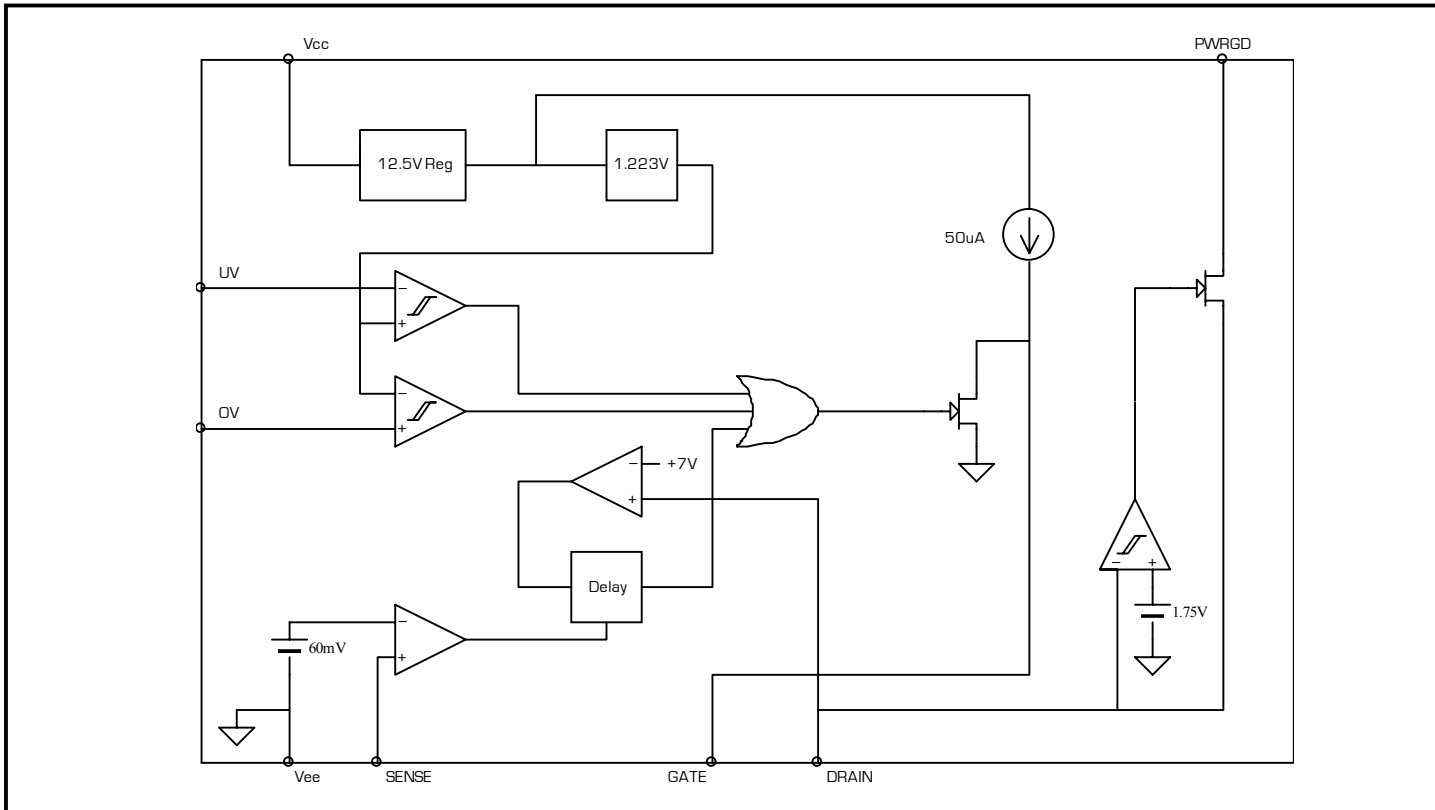 Vcc
PWRGD
12.5V Reg
1.223V
50uA
UV
−
+
−
OV
+
− +7V
+
Delay
− +
1.75V
−
60mV
+
Vee
SENSE
GATE
DRAIN